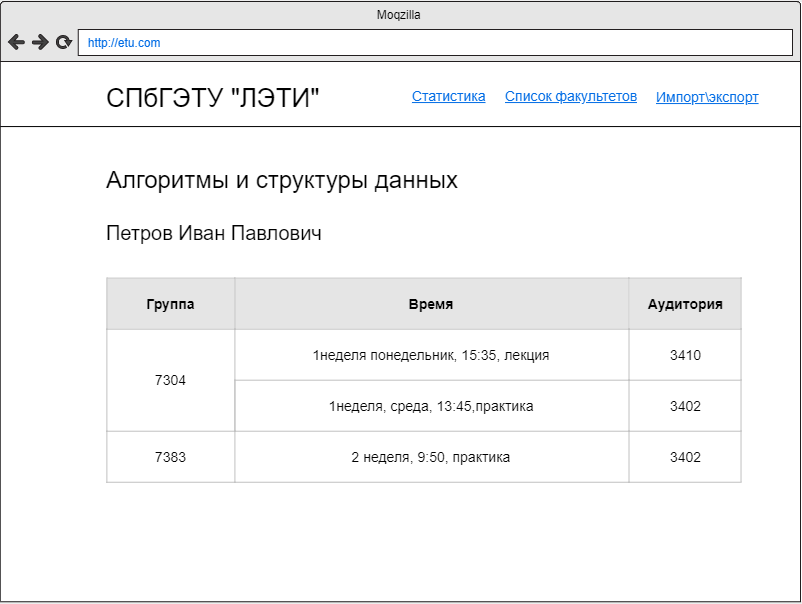 Moqzilla
http://etu.com
СПбГЭТУ "ЛЭТИ"
Статистика
Список факультетов
Импорт\экспорт
Алгоритмы и структуры данных
Петров Иван Павлович
Группа
Время
Аудитория
7304
1неделя понедельник, 15:35, лекция
3410
1неделя, среда, 13:45,практика
3402
7383
2 неделя, 9:50, практика
3402